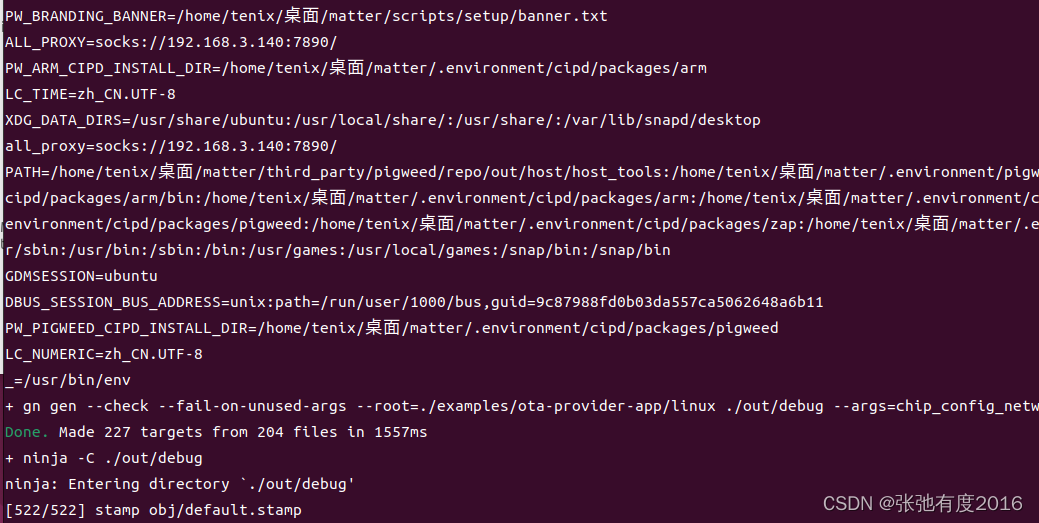 PW_BRANDING_BANNER=/home/tenix/桌面/matter/scripts/setup/banner.txt
ALL_PROXY=socks://192.168.3.140:7890/
PW_ARM_CIPD_INSTALL_DIR=/home/tenix/桌面/matter/.environment/cipd/packages/arm
LC_TIME=zh_CN.UTF-8
XDG_DATA_DIRS=/usr/share/ubuntu:/usr/local/share/:/usr/share/:/var/lib/snapd/desktop
all_proxy=socks://192.168.3.140:7890/
PATH=/home/tenix/桌面/matter/third_party/pigweed/repo/out/host/host_tools:/home/tenix/桌面/matter/.environment/pigw
cipd/packages/arm/bin:/home/tenix/桌面/matter/.environment/cipd/packages/arm:/home/tenix/桌面/matter/.environment/c
environment/cipd/packages/pigweed:/home/tenix/桌面/matter/.environment/cipd/packages/zap:/home/tenix/桌面/matter/.e
r/sbin:/usr/bin:/sbin:/bin:/usr/games:/usr/local/games:/snap/bin:/snap/bin
GDMSESSION=ubuntu
DBUS_SESSION_BUS_ADDRESS=unix:path=/run/user/1000/bus,guid=9c87988fd0b03da557ca5062648a6b11
PW_PIGWEED_CIPD_INSTALL_DIR=/home/tenix/桌面/matter/.environment/cipd/packages/pigweed
LC_NUMERIC=zh_CN.UTF-8
_=/usr/bin/env
+ gn gen --check --fail-on-unused-args --root=./examples/ota-provider-app/linux ./out/debug --args=chip_config_netw
Done. Made 227 targets from 204 files in 1557ms
+ ninja -C ./out/debug
ninja: Entering directory `./out/debug'
[522/522] stamp obj/default.stamp
CSDN @张弛有度2016